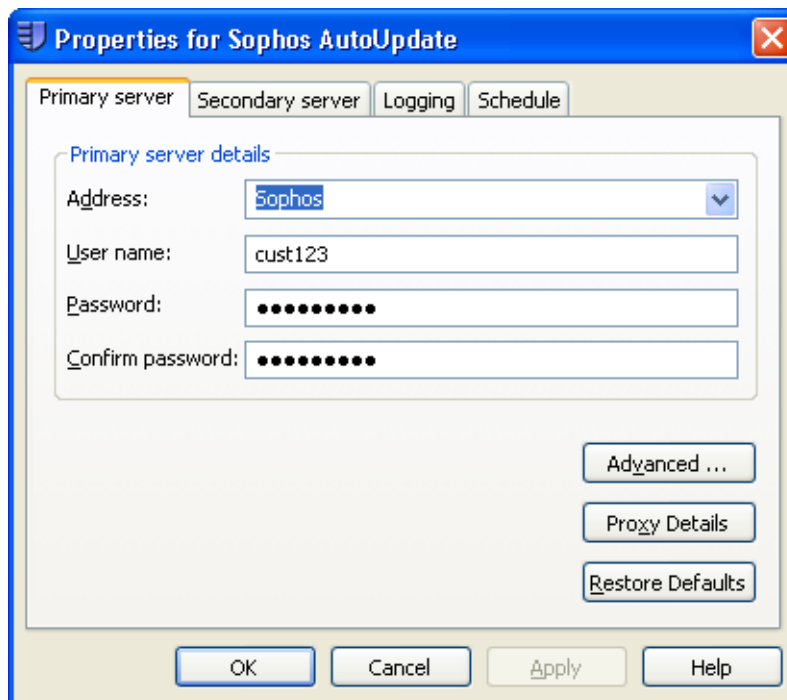 Properties for Sophos AutoUpdate
Primary server Secondary server Logging Schedule
Primary server details
Address: Sophos
User name: cust123
Password: ●●●●●●●●●
Confirm password: ●●●●●●●●●
Advanced ...
Proxy Details
Restore Defaults
OK Cancel Apply Help